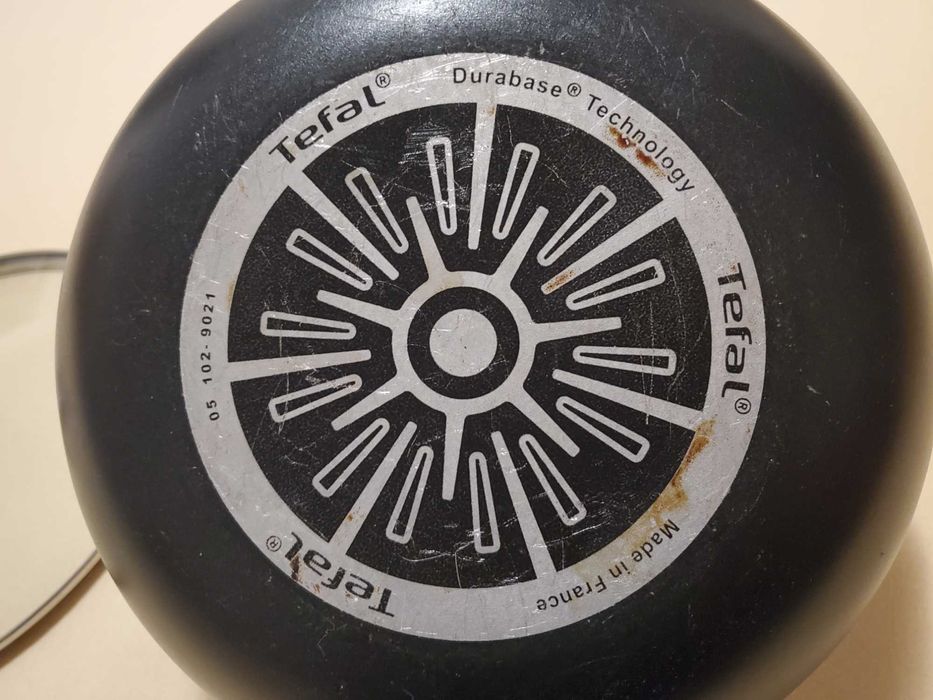 Tefal®
Durabase® Technology
Tefal®
Made in France
Tefal®
05 102- 9021